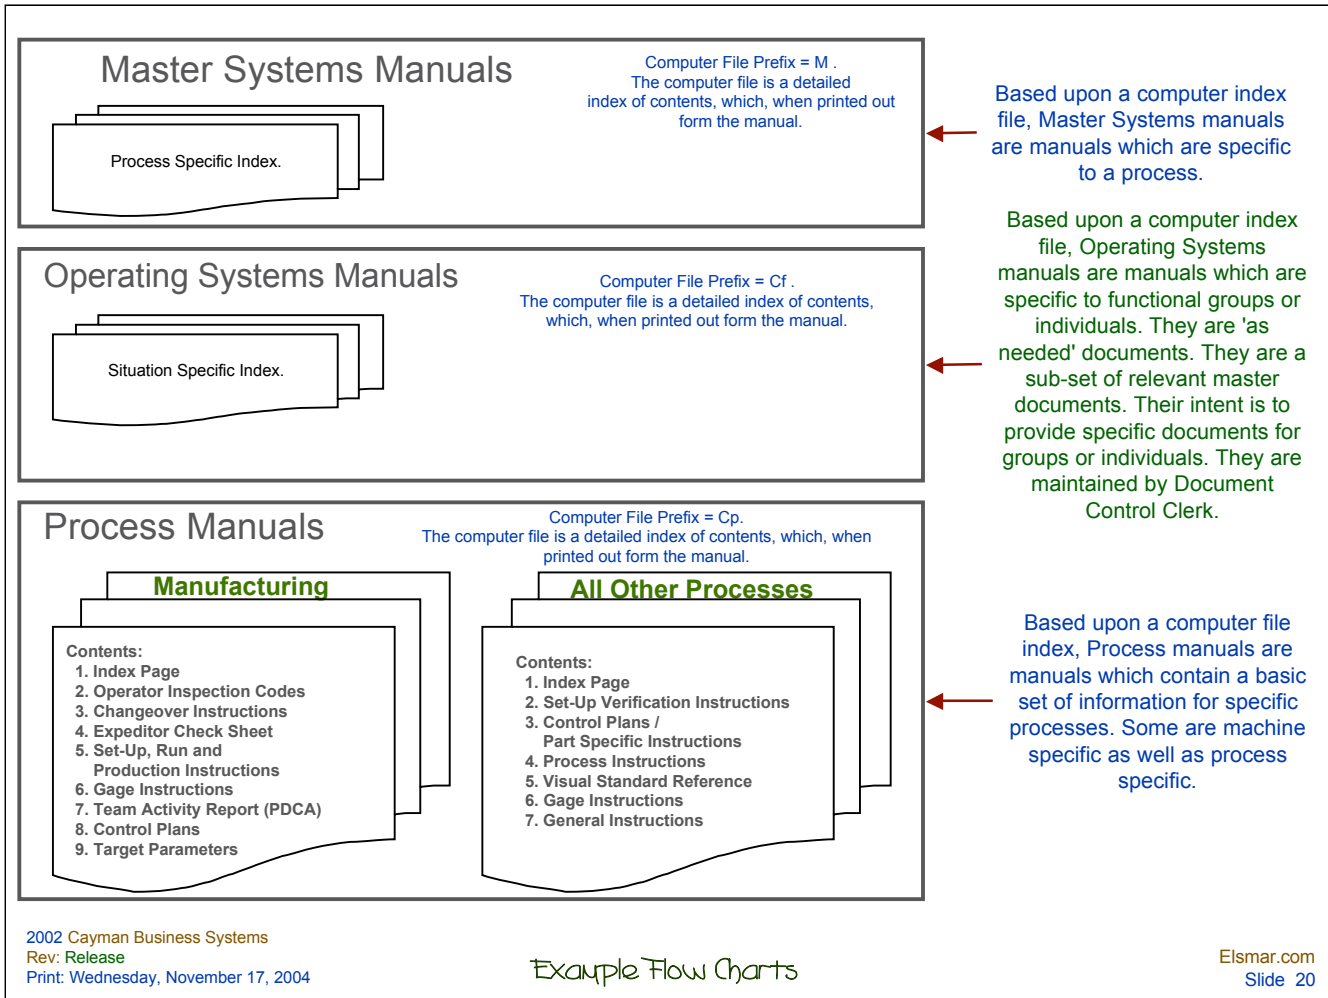 Master Systems Manuals
Computer File Prefix = M .
The computer file is a detailed
index of contents, which, when printed out
form the manual.
Process Specific Index.
Based upon a computer index
file, Master Systems manuals
are manuals which are specific
to a process.
Operating Systems Manuals
Computer File Prefix = Cf .
The computer file is a detailed index of contents,
which, when printed out form the manual.
Situation Specific Index.
Based upon a computer index
file, Operating Systems
manuals are manuals which are
specific to functional groups or
individuals. They are 'as
needed' documents. They are a
sub-set of relevant master
documents. Their intent is to
provide specific documents for
groups or individuals. They are
maintained by Document
Control Clerk.
Process Manuals
Computer File Prefix = Cp.
The computer file is a detailed index of contents, which, when
printed out form the manual.
Manufacturing
Contents:
1. Index Page
2. Operator Inspection Codes
3. Changeover Instructions
4. Expeditor Check Sheet
5. Set-Up, Run and
Production Instructions
6. Gage Instructions
7. Team Activity Report (PDCA)
8. Control Plans
9. Target Parameters
All Other Processes
Contents:
1. Index Page
2. Set-Up Verification Instructions
3. Control Plans /
Part Specific Instructions
4. Process Instructions
5. Visual Standard Reference
6. Gage Instructions
7. General Instructions
Based upon a computer file
index, Process manuals are
manuals which contain a basic
set of information for specific
processes. Some are machine
specific as well as process
specific.
2002 Cayman Business Systems
Rev: Release
Print: Wednesday, November 17, 2004
Example Flow Charts
Elsmar.com
Slide 20